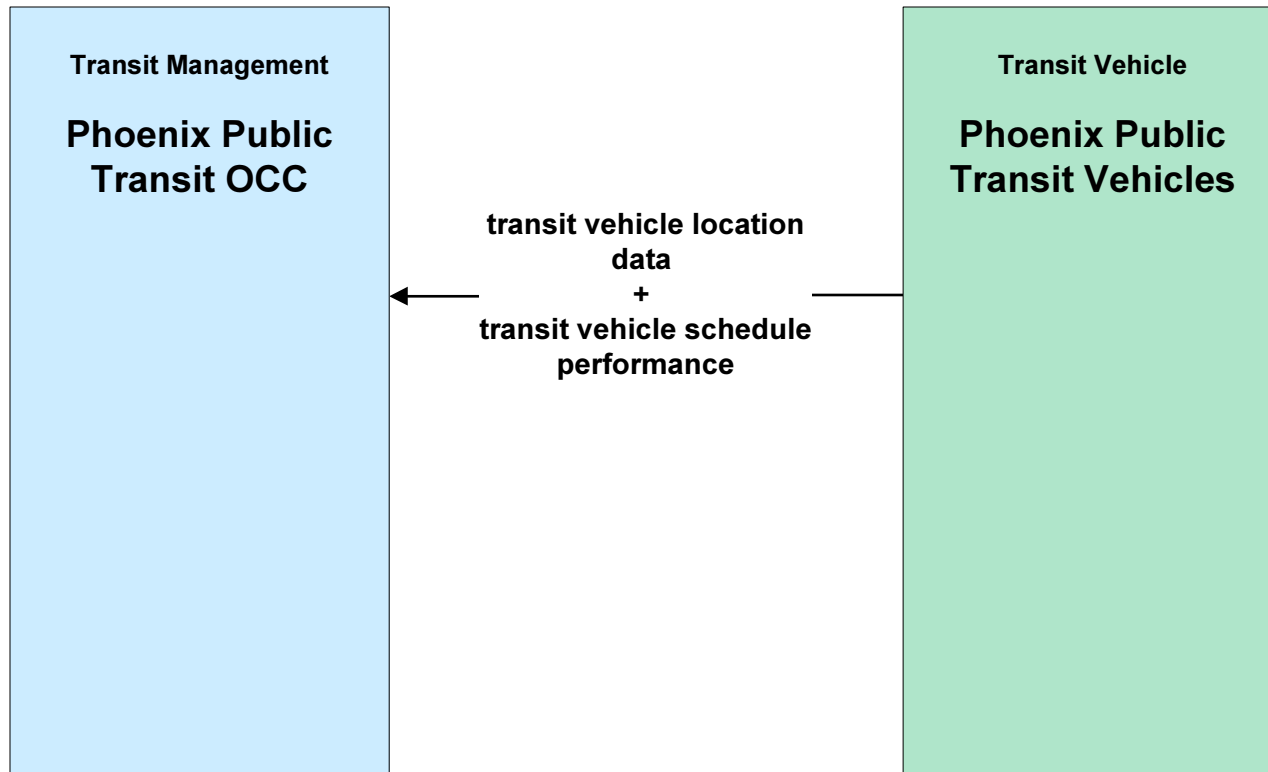 Transit Management
Phoenix Public
Transit OCC
transit vehicle location
data
+
transit vehicle schedule
performance
Transit Vehicle
Phoenix Public
Transit Vehicles